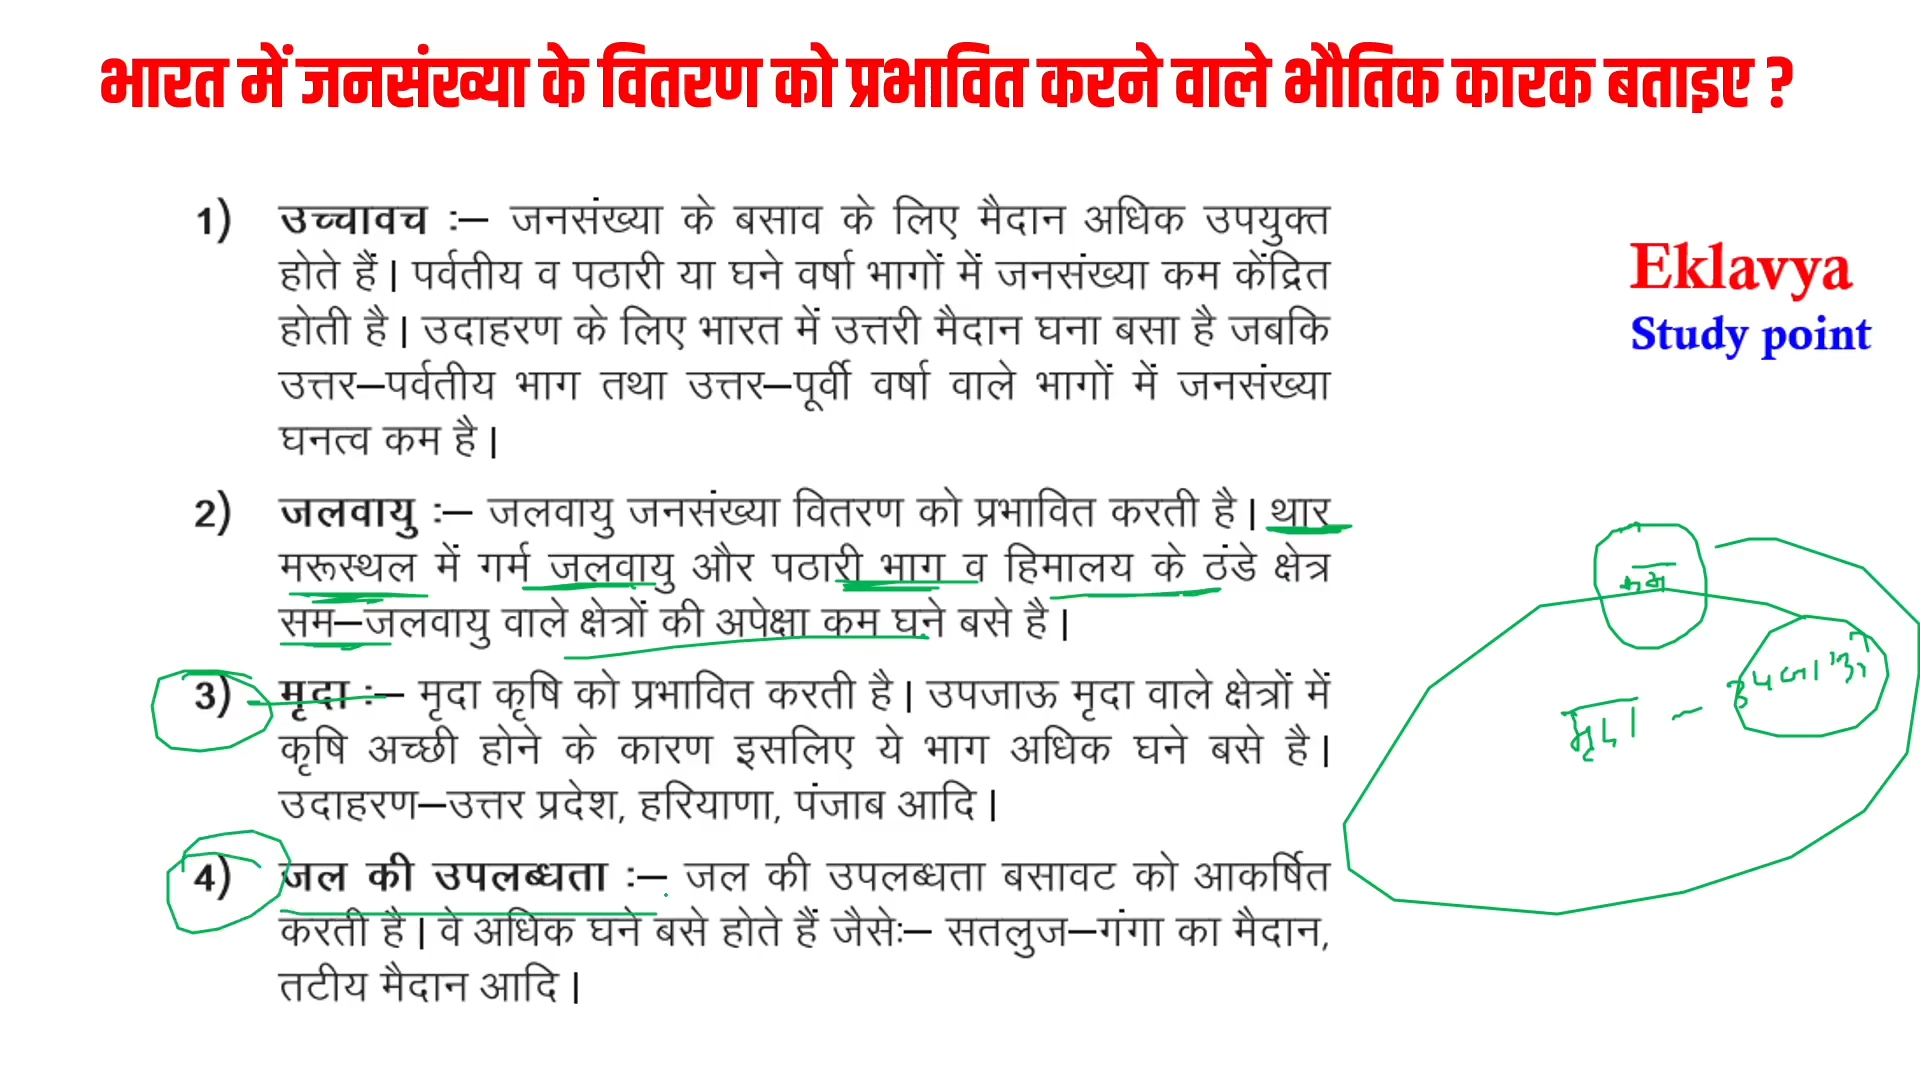 भारत में जनसंख्या के वितरण को प्रभावित करने वाले भौतिक कारक बताइए ?
1) उच्चावच :– जनसंख्या के बसाव के लिए मैदान अधिक उपयुक्त
होते हैं। पर्वतीय व पठारी या घने वर्षा भागों में जनसंख्या कम केंद्रित
होती है। उदाहरण के लिए भारत में उत्तरी मैदान घना बसा है जबकि
उत्तर–पर्वतीय भाग तथा उत्तर–पूर्वी वर्षा वाले भागों में जनसंख्या
घनत्व कम है।
2) जलवायु :– जलवायु जनसंख्या वितरण को प्रभावित करती है। थार
मरूस्थल में गर्म जलवायु और पठारी भाग व हिमालय के ठंडे क्षेत्र
सम–जलवायु वाले क्षेत्रों की अपेक्षा कम घने बसे है।
3) मृदा :– मृदा कृषि को प्रभावित करती है। उपजाऊ मृदा वाले क्षेत्रों में
कृषि अच्छी होने के कारण इसलिए ये भाग अधिक घने बसे है।
उदाहरण–उत्तर प्रदेश, हरियाणा, पंजाब आदि।
4) जल की उपलब्धता :– जल की उपलब्धता बसावट को आकर्षित
करती है। वे अधिक घने बसे होते हैं जैसेः– सतलुज–गंगा का मैदान,
तटीय मैदान आदि।
Eklavya
Study point
मृदा – उपजाऊ